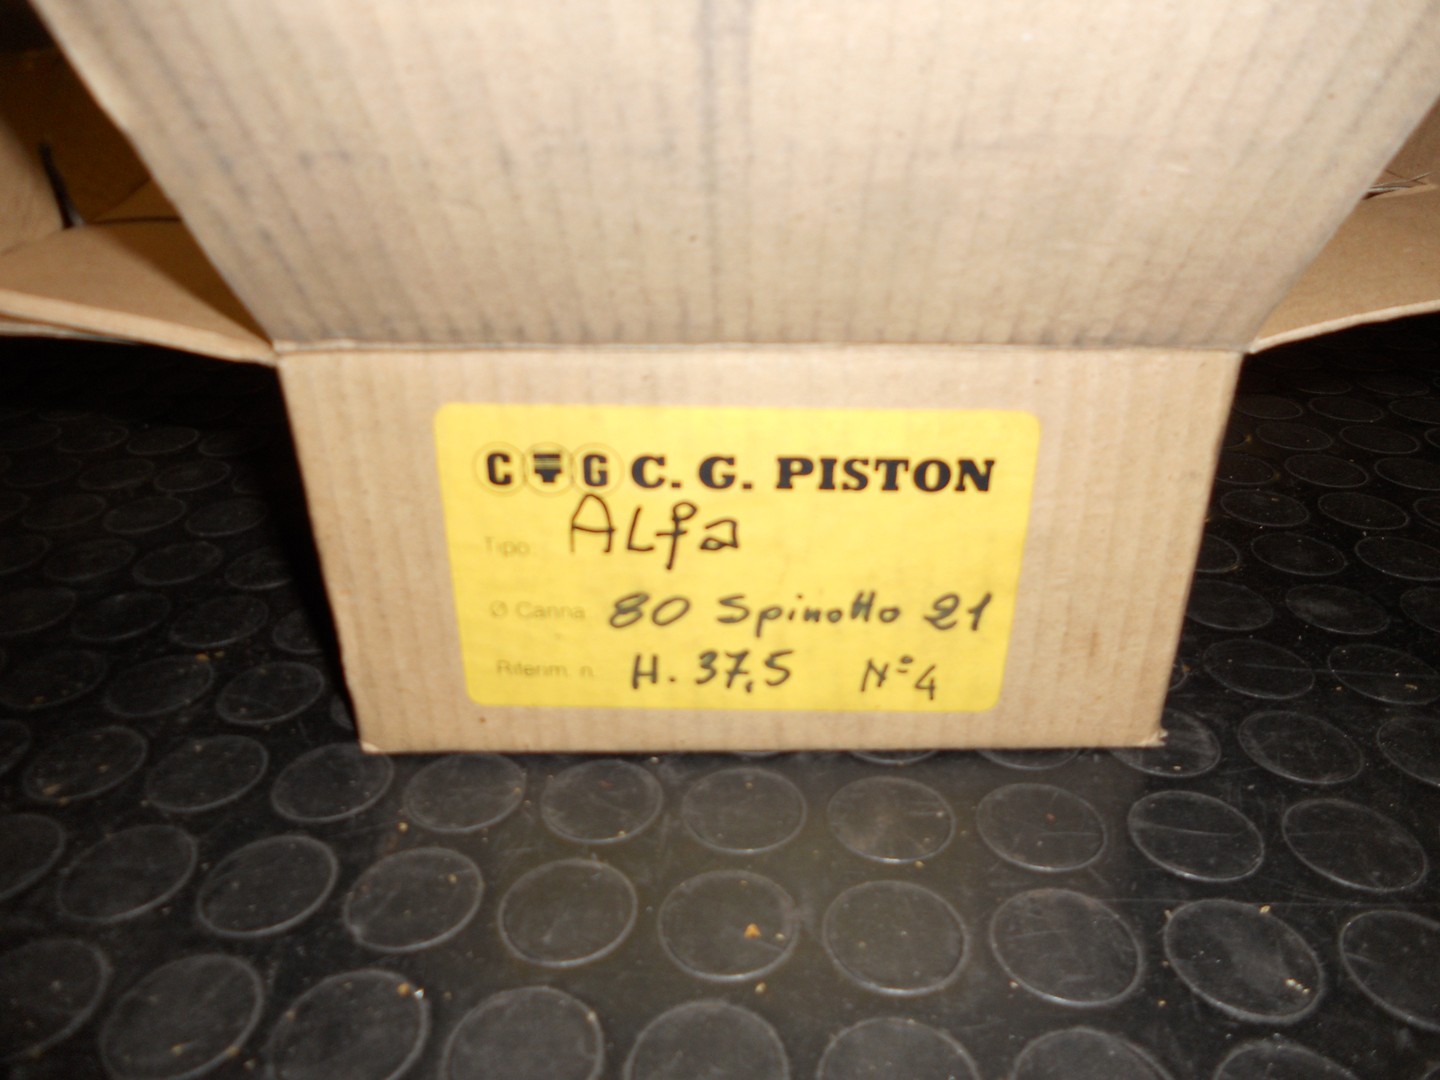 C G C. G. PISTON
Tipo ALfa
Ø Canna 80 Spinotto 21
Riferim. n. H. 37,5 N° 4